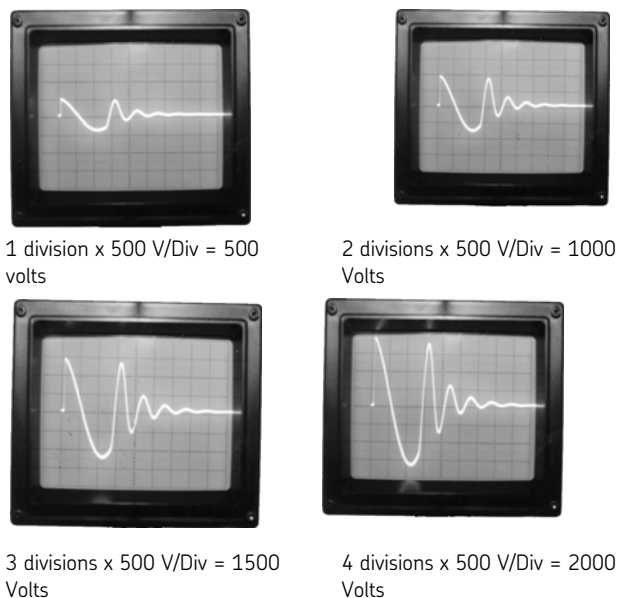 1 division x 500 V/Div = 500
volts
2 divisions x 500 V/Div = 1000
Volts
3 divisions x 500 V/Div = 1500
Volts
4 divisions x 500 V/Div = 2000
Volts